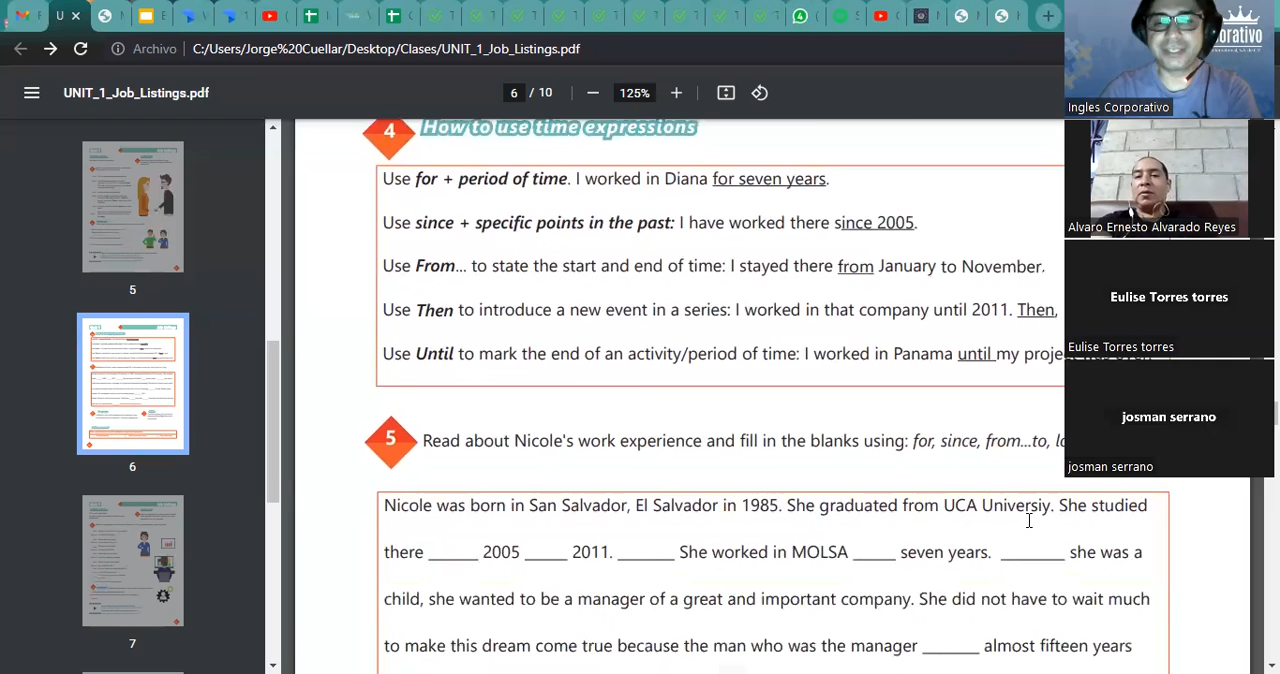 U
Archivo
C:/Users/Jorge%20Cuellar/Desktop/Clases/UNIT_1_Job_Listings.pdf
orativo
UNIT_1_Job_Listings.pdf
6 / 10
125%
Ingles Corporativo
4
How to use time expressions
Use for + period of time. I worked in Diana for seven years.
Use since + specific points in the past: I have worked there since 2005.
Use From... to state the start and end of time: I stayed there from January to November.
Use Then to introduce a new event in a series: I worked in that company until 2011. Then,
Use Until to mark the end of an activity/period of time: I worked in Panama until my project was over.
5
Read about Nicole's work experience and fill in the blanks using: for, since, from...to, la
Nicole was born in San Salvador, El Salvador in 1985. She graduated from UCA Universiy. She studied
there ______ 2005 _____ 2011. _______ She worked in MOLSA _____ seven years. ________ she was a
child, she wanted to be a manager of a great and important company. She did not have to wait much
to make this dream come true because the man who was the manager _______ almost fifteen years
5
6
7
Alvaro Ernesto Alvarado Reyes
Eulise Torres torres
Eulise Torres torres
josman serrano
josman serrano